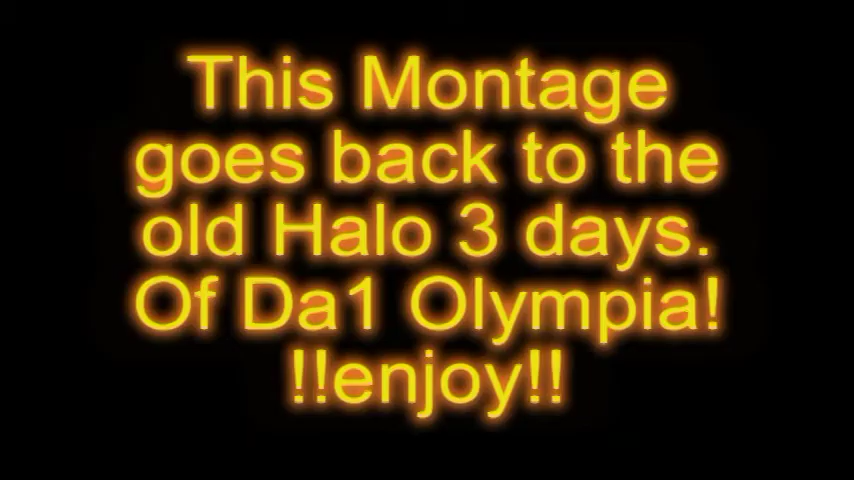 This Montage
goes back to the
old Halo 3 days.
Of Da1 Olympia!
!!enjoy!!